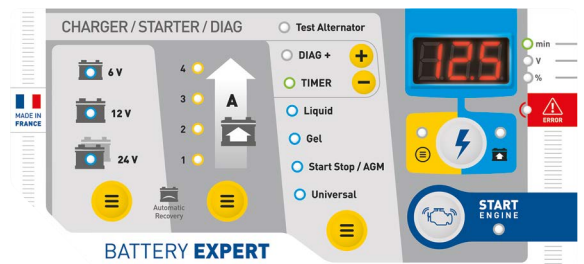 CHARGER / STARTER / DIAG
6 V
12 V
24 V
MADE IN
FRANCE
4
3
2
1
A
Automatic
Recovery
Test Alternator
DIAG +
+
TIMER
−
Liquid
Gel
Start Stop / AGM
Universal
12.5
min
V
%
ERROR
START
ENGINE
BATTERY EXPERT